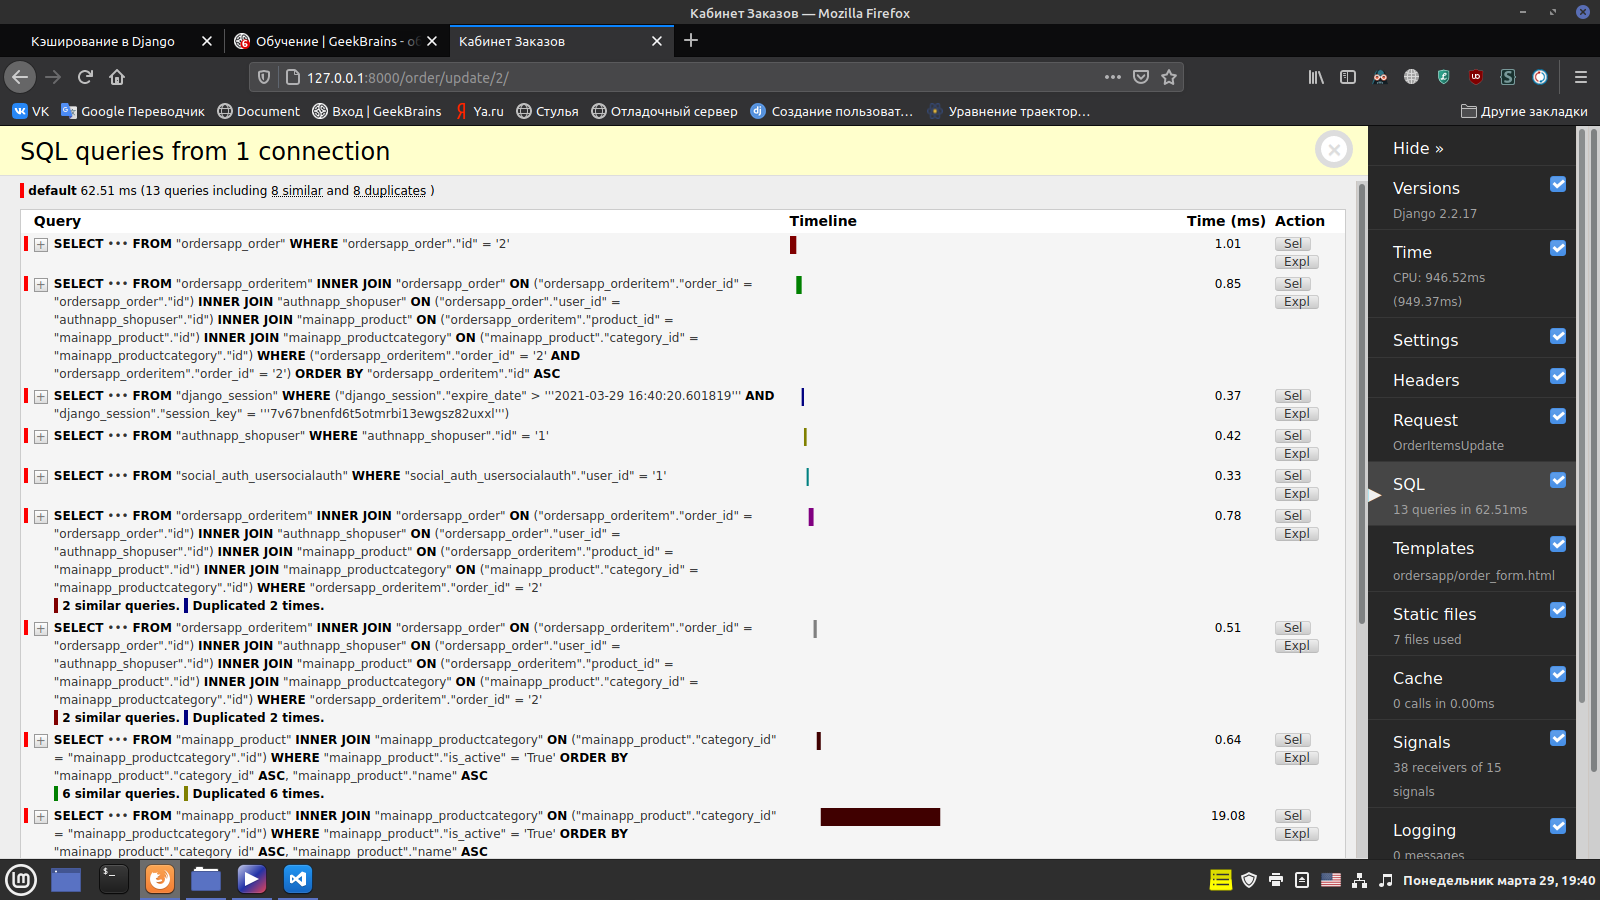 Кабинет Заказов — Mozilla Firefox
Кэширование в Django
Обучение | GeekBrains - об
Кабинет Заказов
127.0.0.1:8000/order/update/2/
VK
Google Переводчик
Document
Вход | GeekBrains
Ya.ru
Стулья
Отладочный сервер
Создание пользоват…
Уравнение траектор…
Другие закладки
SQL queries from 1 connection
default 62.51 ms (13 queries including 8 similar and 8 duplicates )
Query Timeline Time (ms) Action
SELECT ••• FROM "ordersapp_order" WHERE "ordersapp_order"."id" = '2' 1.01 Sel
Expl
SELECT ••• FROM "ordersapp_orderitem" INNER JOIN "ordersapp_order" ON ("ordersapp_orderitem"."order_id" = 0.85 Sel
"ordersapp_order"."id") INNER JOIN "authnapp_shopuser" ON ("ordersapp_order"."user_id" = Expl
"authnapp_shopuser"."id") INNER JOIN "mainapp_product" ON ("ordersapp_orderitem"."product_id" =
"mainapp_product"."id") INNER JOIN "mainapp_productcategory" ON ("mainapp_product"."category_id" =
"mainapp_productcategory"."id") WHERE ("ordersapp_orderitem"."order_id" = '2' AND
"ordersapp_orderitem"."order_id" = '2') ORDER BY "ordersapp_orderitem"."id" ASC
SELECT ••• FROM "django_session" WHERE ("django_session"."expire_date" > '''2021-03-29 16:40:20.601819''' AND 0.37 Sel
"django_session"."session_key" = '''7v67bnenfd6t5otmrbi13ewgsz82uxxl''') Expl
SELECT ••• FROM "authnapp_shopuser" WHERE "authnapp_shopuser"."id" = '1' 0.42 Sel
Expl
SELECT ••• FROM "social_auth_usersocialauth" WHERE "social_auth_usersocialauth"."user_id" = '1' 0.33 Sel
Expl
SELECT ••• FROM "ordersapp_orderitem" INNER JOIN "ordersapp_order" ON ("ordersapp_orderitem"."order_id" = 0.78 Sel
"ordersapp_order"."id") INNER JOIN "authnapp_shopuser" ON ("ordersapp_order"."user_id" = Expl
"authnapp_shopuser"."id") INNER JOIN "mainapp_product" ON ("ordersapp_orderitem"."product_id" =
"mainapp_product"."id") INNER JOIN "mainapp_productcategory" ON ("mainapp_product"."category_id" =
"mainapp_productcategory"."id") WHERE "ordersapp_orderitem"."order_id" = '2'
2 similar queries. Duplicated 2 times.
SELECT ••• FROM "ordersapp_orderitem" INNER JOIN "ordersapp_order" ON ("ordersapp_orderitem"."order_id" = 0.51 Sel
"ordersapp_order"."id") INNER JOIN "authnapp_shopuser" ON ("ordersapp_order"."user_id" = Expl
"authnapp_shopuser"."id") INNER JOIN "mainapp_product" ON ("ordersapp_orderitem"."product_id" =
"mainapp_product"."id") INNER JOIN "mainapp_productcategory" ON ("mainapp_product"."category_id" =
"mainapp_productcategory"."id") WHERE "ordersapp_orderitem"."order_id" = '2'
2 similar queries. Duplicated 2 times.
SELECT ••• FROM "mainapp_product" INNER JOIN "mainapp_productcategory" ON ("mainapp_product"."category_id" 0.64 Sel
= "mainapp_productcategory"."id") WHERE "mainapp_product"."is_active" = 'True' ORDER BY Expl
"mainapp_product"."category_id" ASC, "mainapp_product"."name" ASC
6 similar queries. Duplicated 6 times.
SELECT ••• FROM "mainapp_product" INNER JOIN "mainapp_productcategory" ON ("mainapp_product"."category_id" 19.08 Sel
= "mainapp_productcategory"."id") WHERE "mainapp_product"."is_active" = 'True' ORDER BY Expl
"mainapp_product"."category_id" ASC, "mainapp_product"."name" ASC
Hide »
Versions
Django 2.2.17
Time
CPU: 946.52ms
(949.37ms)
Settings
Headers
Request
OrderItemsUpdate
SQL
13 queries in 62.51ms
Templates
ordersapp/order_form.html
Static files
7 files used
Cache
0 calls in 0.00ms
Signals
38 receivers of 15
signals
Logging
0 messages
Понедельник марта 29, 19:40